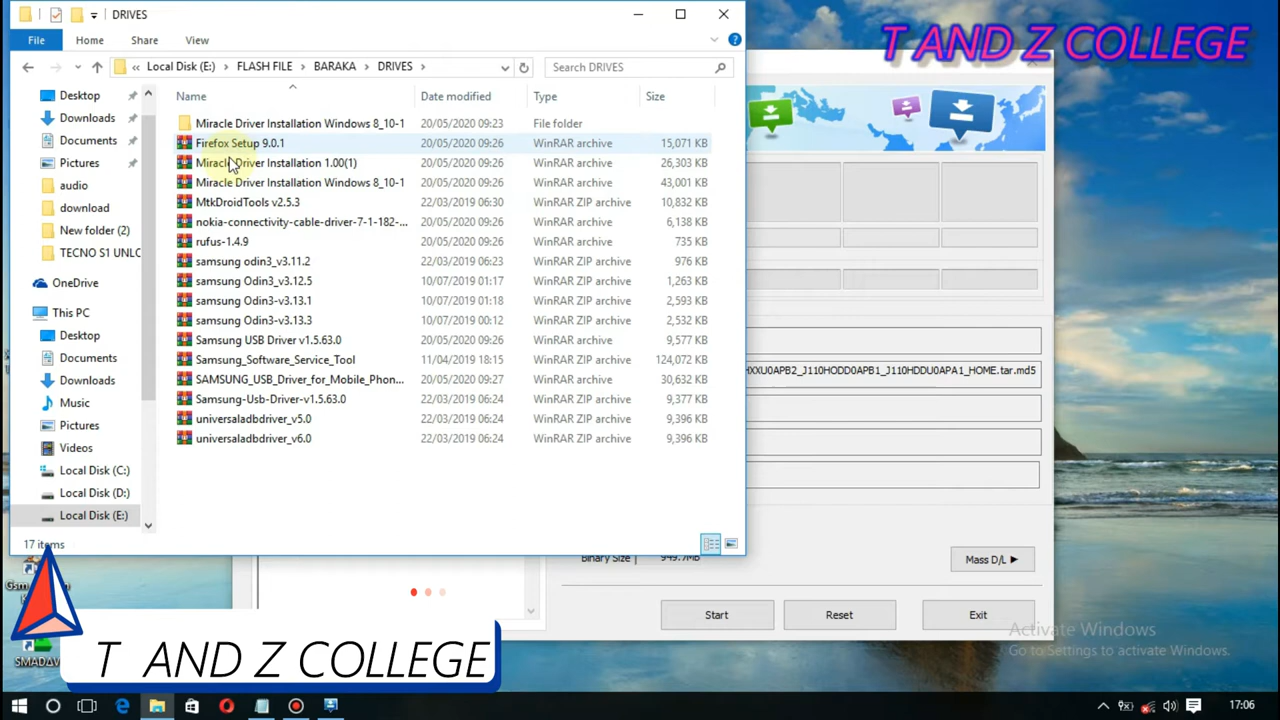 DRIVES
T AND Z COLLEGE
File Home Share View
Local Disk (E:) FLASH FILE BARAKA DRIVES
Search DRIVES
Name Date modified Type Size
Miracle Driver Installation Windows 8_10-1 20/05/2020 09:23 File folder
Firefox Setup 9.0.1 20/05/2020 09:26 WinRAR archive 15,071 KB
Miracle Driver Installation 1.00(1) 20/05/2020 09:26 WinRAR archive 26,303 KB
Miracle Driver Installation Windows 8_10-1 20/05/2020 09:26 WinRAR archive 43,001 KB
MtkDroidTools v2.5.3 22/03/2019 06:30 WinRAR ZIP archive 10,832 KB
nokia-connectivity-cable-driver-7-1-182-... 20/05/2020 09:26 WinRAR archive 6,138 KB
rufus-1.4.9 20/05/2020 09:26 WinRAR archive 735 KB
samsung odin3_v3.11.2 22/03/2019 06:23 WinRAR ZIP archive 976 KB
samsung Odin3_v3.12.5 10/07/2019 01:17 WinRAR ZIP archive 1,263 KB
samsung Odin3-v3.13.1 10/07/2019 01:18 WinRAR ZIP archive 2,593 KB
samsung Odin3-v3.13.3 10/07/2019 00:12 WinRAR ZIP archive 2,532 KB
Samsung USB Driver v1.5.63.0 20/05/2020 09:26 WinRAR archive 9,577 KB
Samsung_Software_Service_Tool 11/04/2019 13:15 WinRAR ZIP archive 124,072 KB
SAMSUNG_USB_Driver_for_Mobile_Phon... 20/05/2020 09:27 WinRAR archive 30,632 KB
Samsung-Usb-Driver-v1.5.63.0 22/03/2019 06:24 WinRAR ZIP archive 9,377 KB
universaladbdriver_v5.0 22/03/2019 06:24 WinRAR ZIP archive 9,396 KB
universaladbdriver_v6.0 22/03/2019 06:24 WinRAR ZIP archive 9,396 KB
Desktop
Downloads
Documents
Pictures
audio
download
New folder (2)
TECNO S1 UNLC
OneDrive
This PC
Desktop
Documents
Downloads
Music
Pictures
Videos
Local Disk (C:)
Local Disk (D:)
Local Disk (E:)
17 items
HXXU0APB2_J110HODD0APB1_J110HDDU0APA1_HOME.tar.md5
Binary Size 949.7MB
Mass D/L
Start Reset Exit
Activate Windows
Go to Settings to activate Windows.
T AND Z COLLEGE
17:06